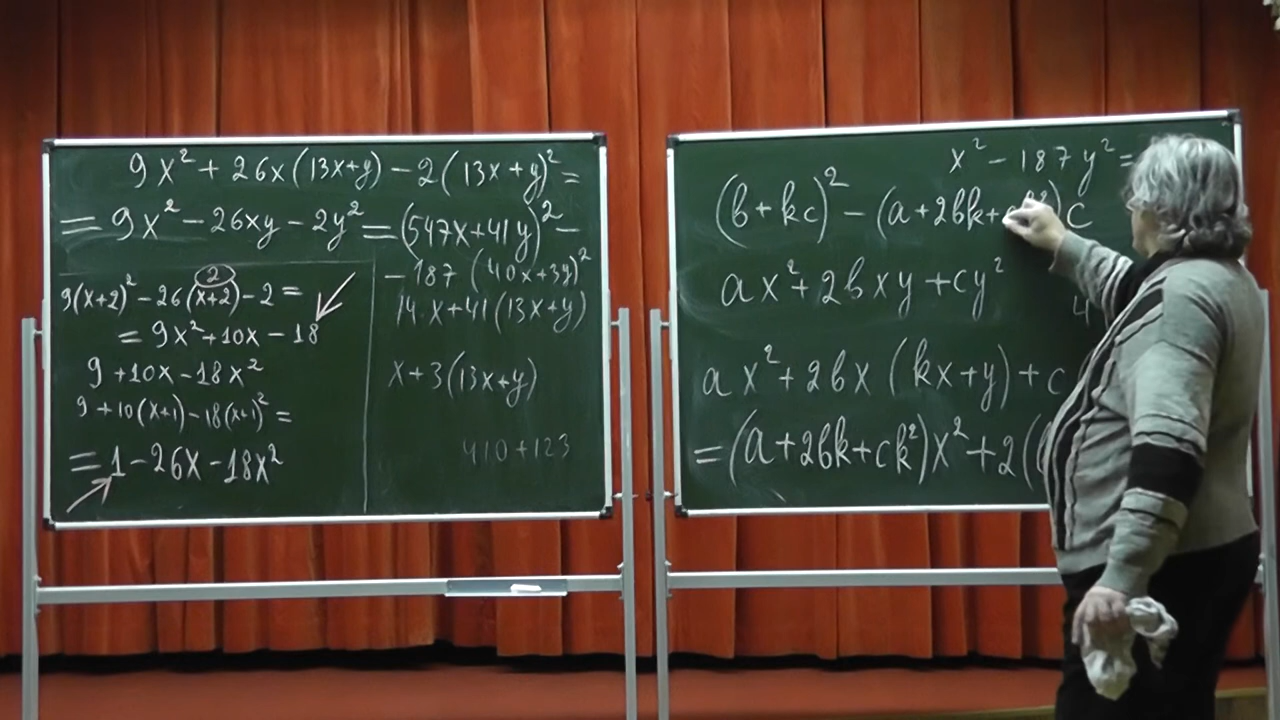 9x² + 26x(13x+y) − 2(13x+y)² =
= 9x² − 26xy − 2y² = (547x+41y)² −
− 187 (40x+3y)²
9(x+2)² − 26(x+2) − 2 =
2
= 9x² + 10x − 18
9 + 10x − 18x²
9 + 10(x+1) − 18(x+1)² =
= 1 − 26x − 18x²
14x + 41(13x+y)
x + 3(13x+y)
410 + 123
x² − 187y² =
(b + kc)² − (a + 2bk + )c
ax² + 2bxy + cy²
ax² + 2bx(kx+y) + c
= (a + 2bk + ck²)x² + 2(